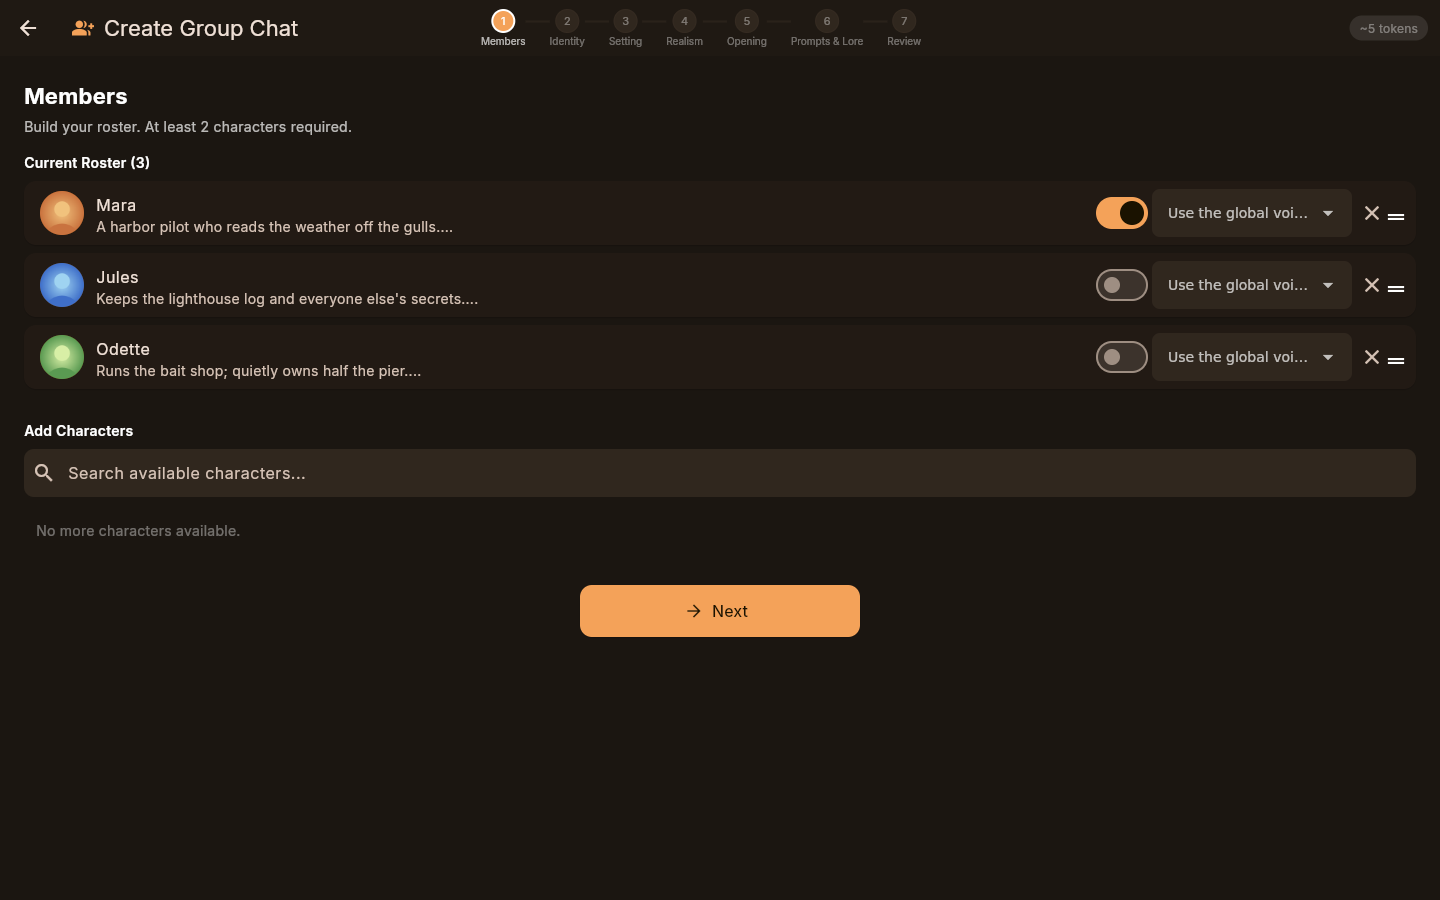 Create Group Chat
1
2
3
4
5
6
7
Members
Identity
Setting
Realism
Opening
Prompts & Lore
Review
~5 tokens
Members
Build your roster. At least 2 characters required.
Current Roster (3)
Mara
A harbor pilot who reads the weather off the gulls....
Use the global voi...
Jules
Keeps the lighthouse log and everyone else's secrets....
Use the global voi...
Odette
Runs the bait shop; quietly owns half the pier....
Use the global voi...
Add Characters
Search available characters...
No more characters available.
Next